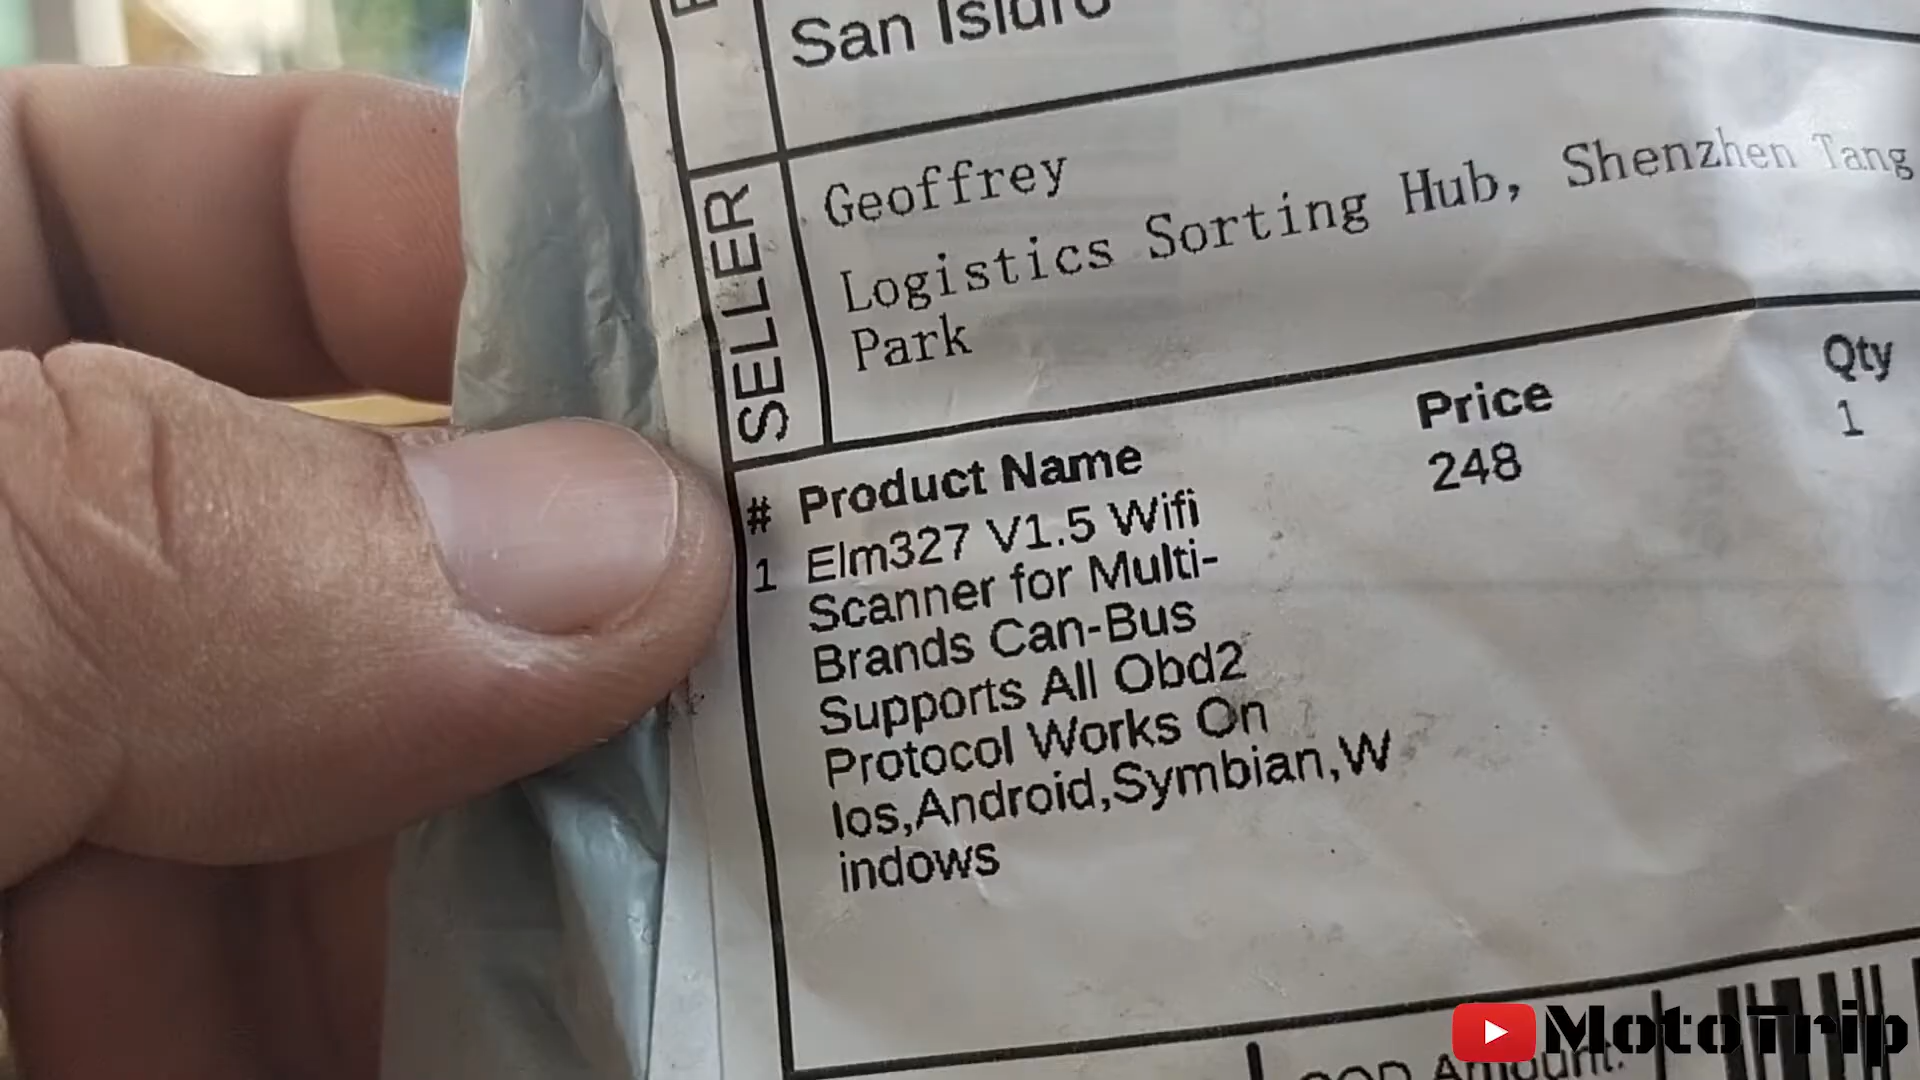 San Isidro
SELLER
Geoffrey
Logistics Sorting Hub, Shenzhen Tang
Park
# Product Name Price Qty
1 Elm327 V1.5 Wifi 248 1
Scanner for Multi-
Brands Can-Bus
Supports All Obd2
Protocol Works On
Ios,Android,Symbian,W
indows
COD Amount:
MotoTrip